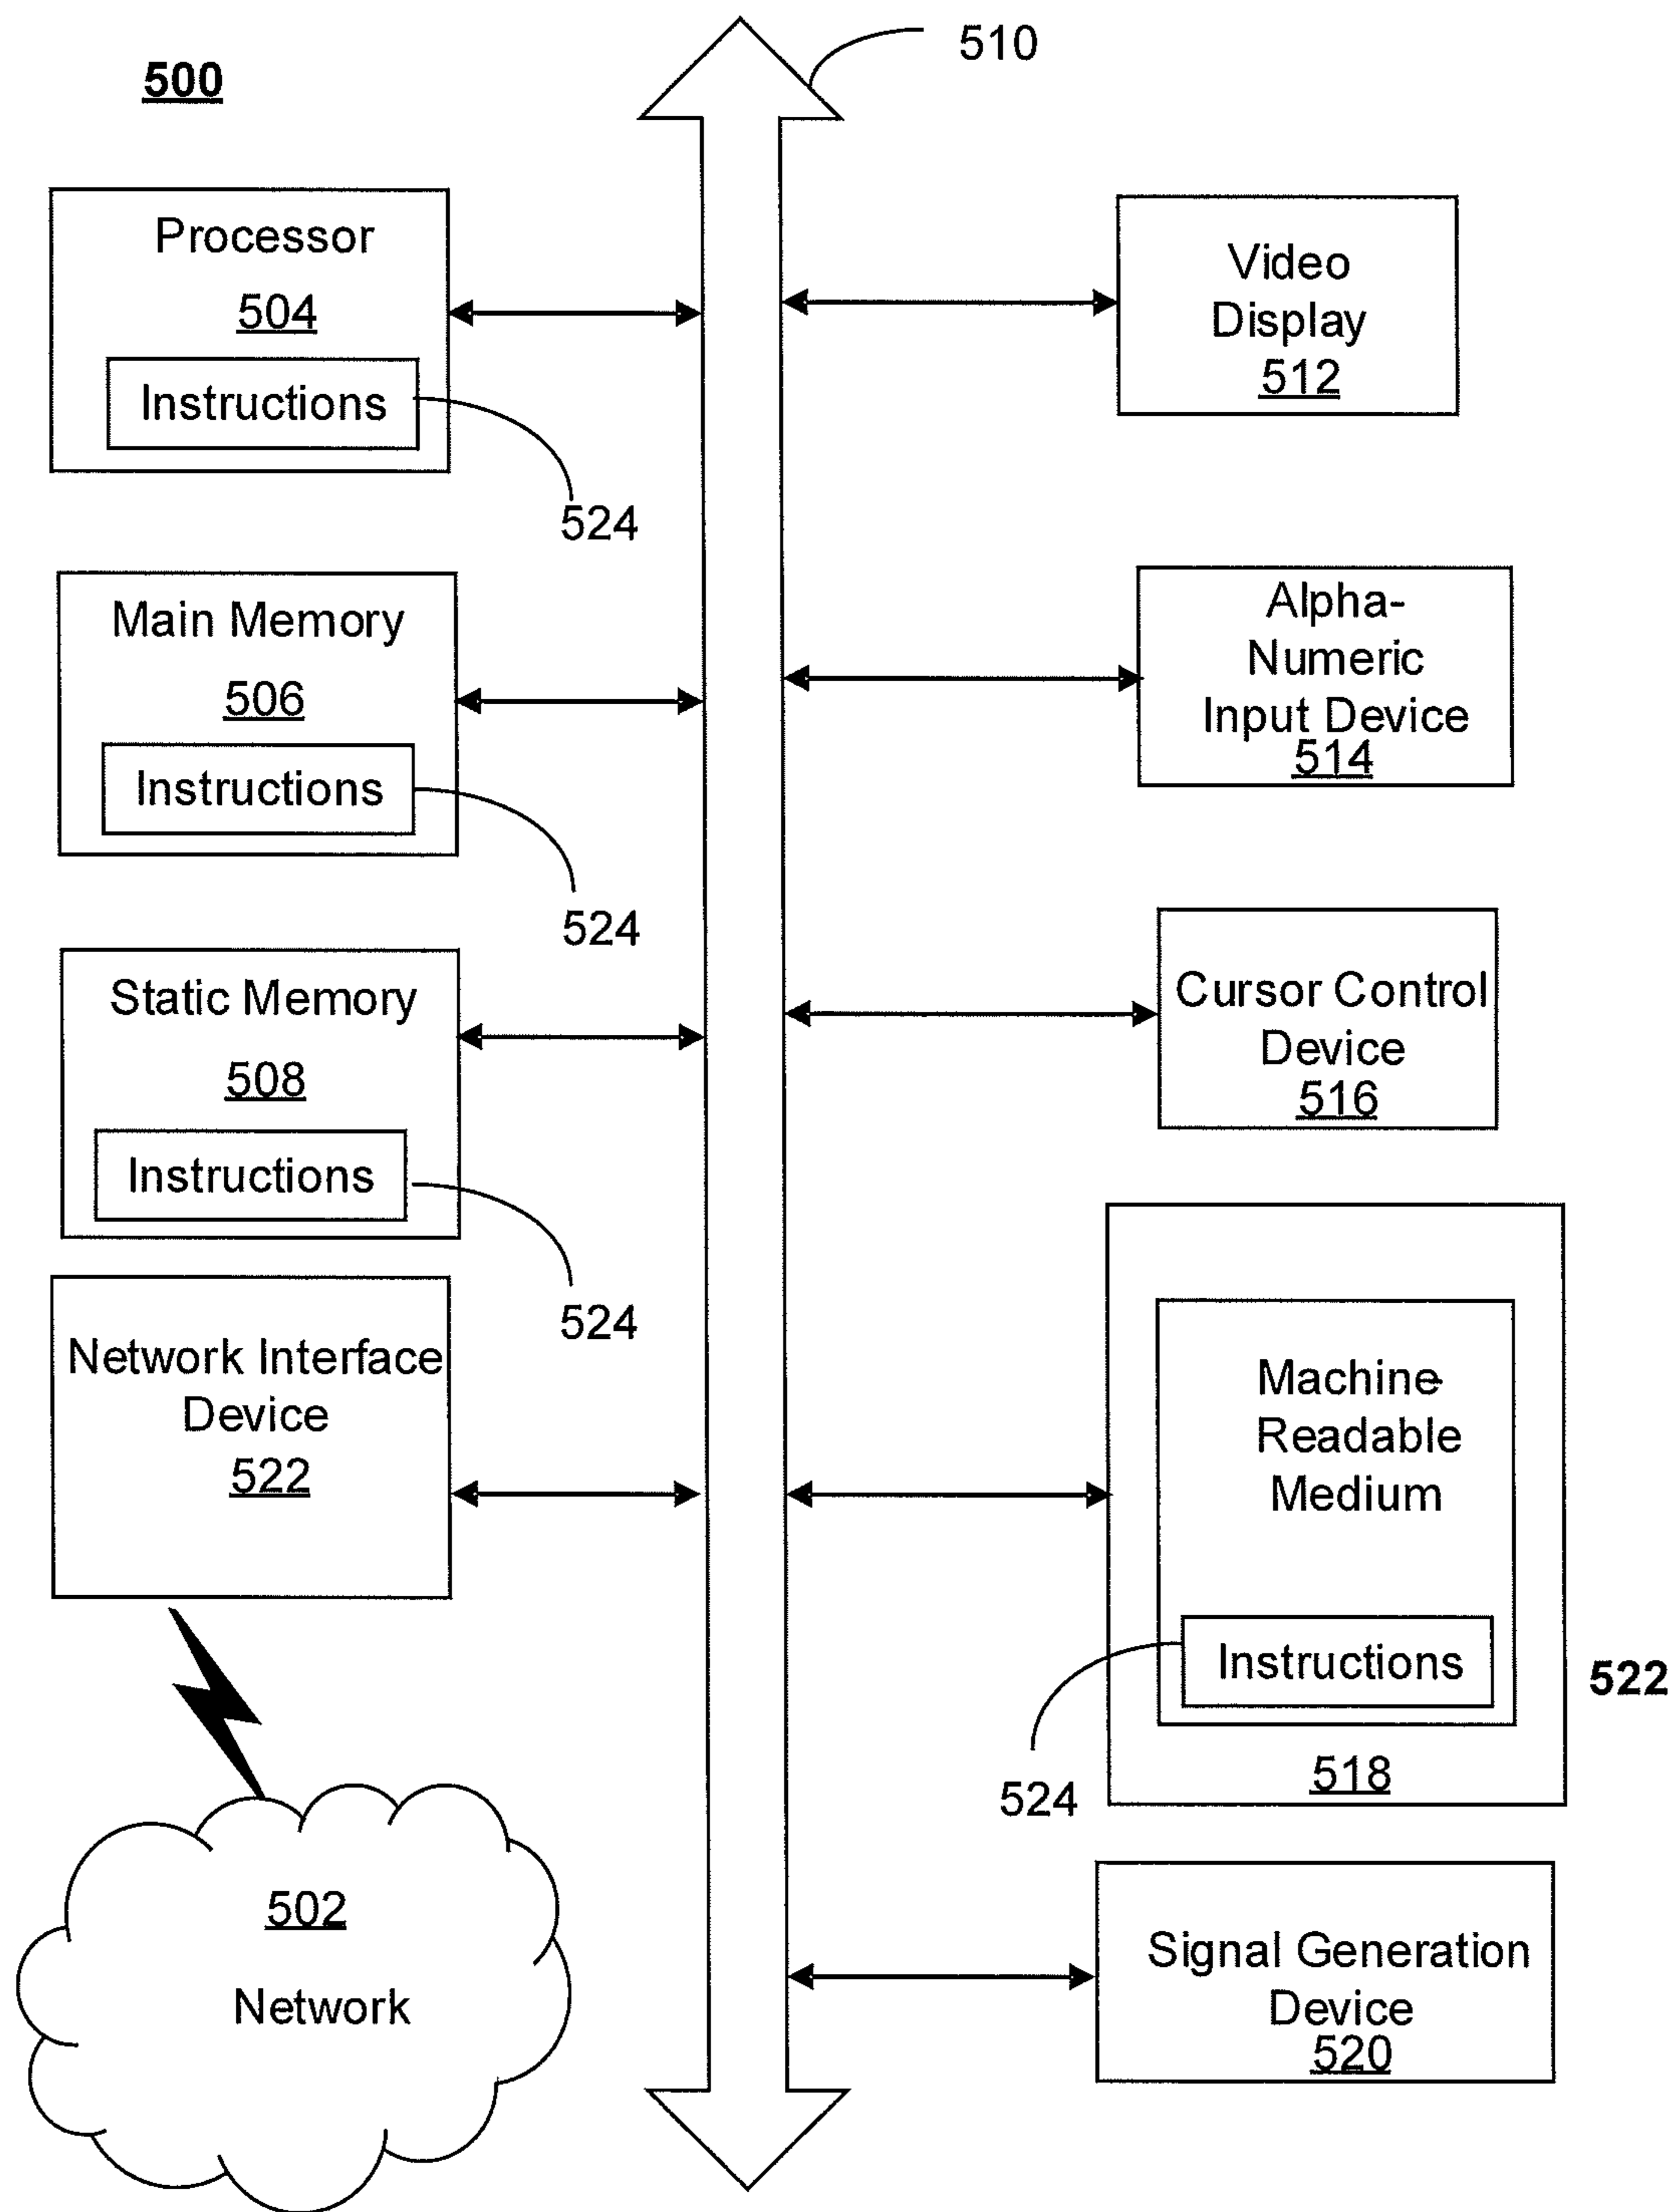 500
510
Processor
504
Instructions
524
Main Memory
506
Instructions
524
Static Memory
508
Instructions
524
Network Interface
Device
522
502
Network
Video
Display
512
Alpha-
Numeric
Input Device
514
Cursor Control
Device
516
Machine-
Readable
Medium
Instructions
522
524
518
Signal Generation
Device
520